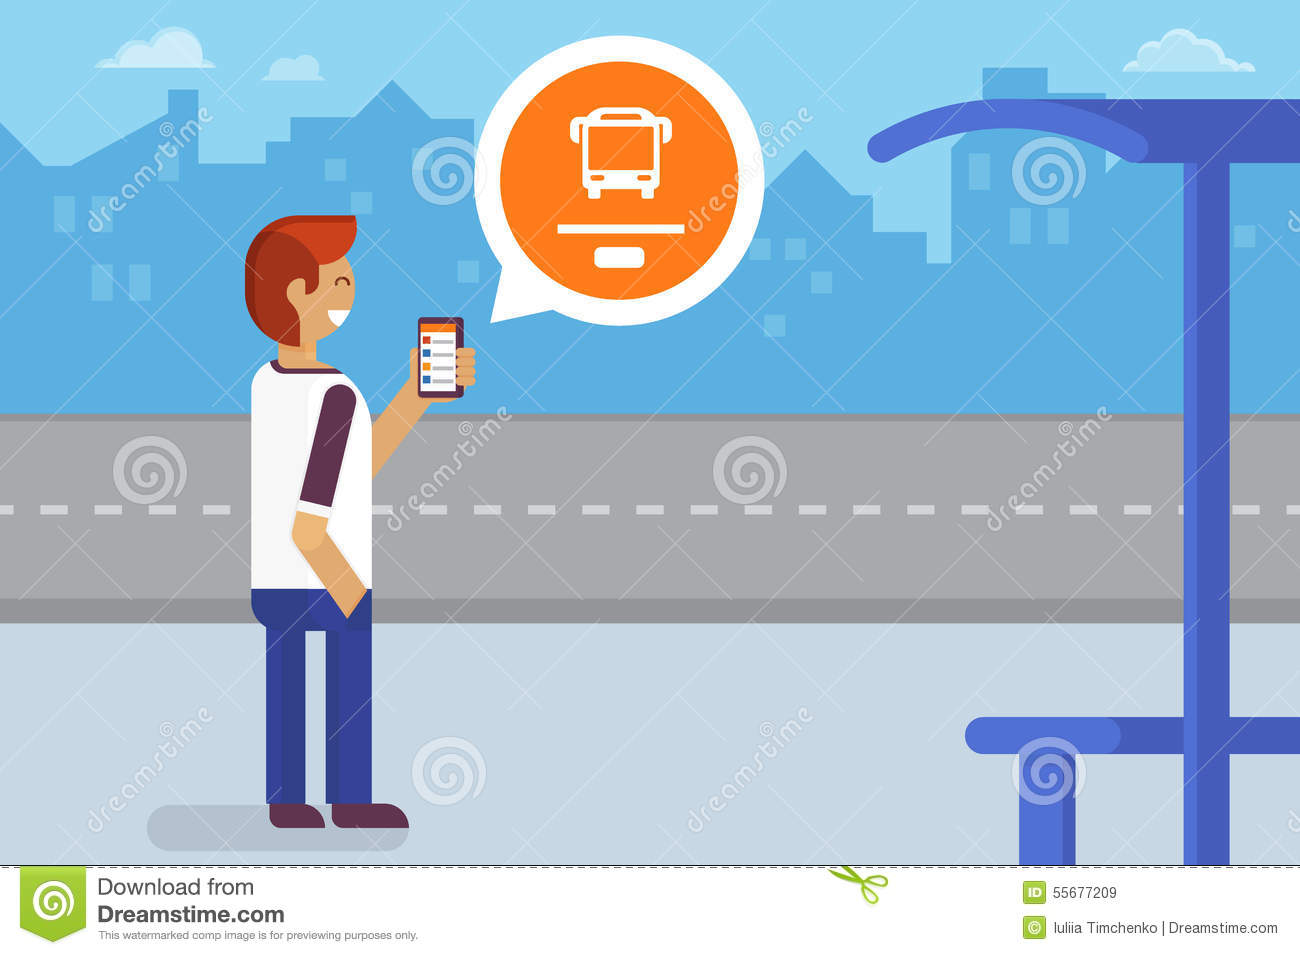 dreamstime
dreamstime
dreamstime
dreamstime
dreamstime
dreamstime
Download from
Dreamstime.com
This watermarked comp image is for previewing purposes only.
ID 55677209
© Iuliia Timchenko | Dreamstime.com